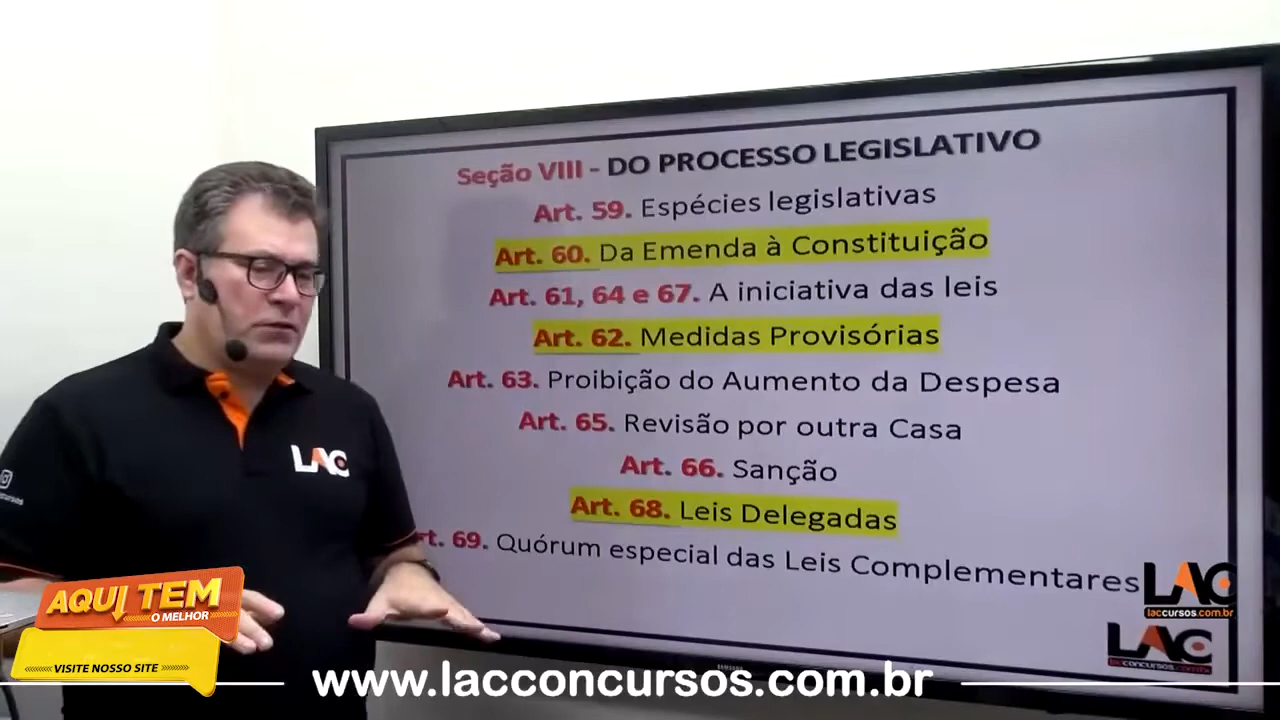 Seção VIII - DO PROCESSO LEGISLATIVO
Art. 59. Espécies legislativas
Art. 60. Da Emenda à Constituição
Art. 61, 64 e 67. A iniciativa das leis
Art. 62. Medidas Provisórias
Art. 63. Proibição do Aumento da Despesa
Art. 65. Revisão por outra Casa
Art. 66. Sanção
Art. 68. Leis Delegadas
rt. 69. Quórum especial das Leis Complementares
LAC
laccursos.com.br
LAC
LAC
AQUI TEM
O MELHOR
VISITE NOSSO SITE
www.lacconcursos.com.br